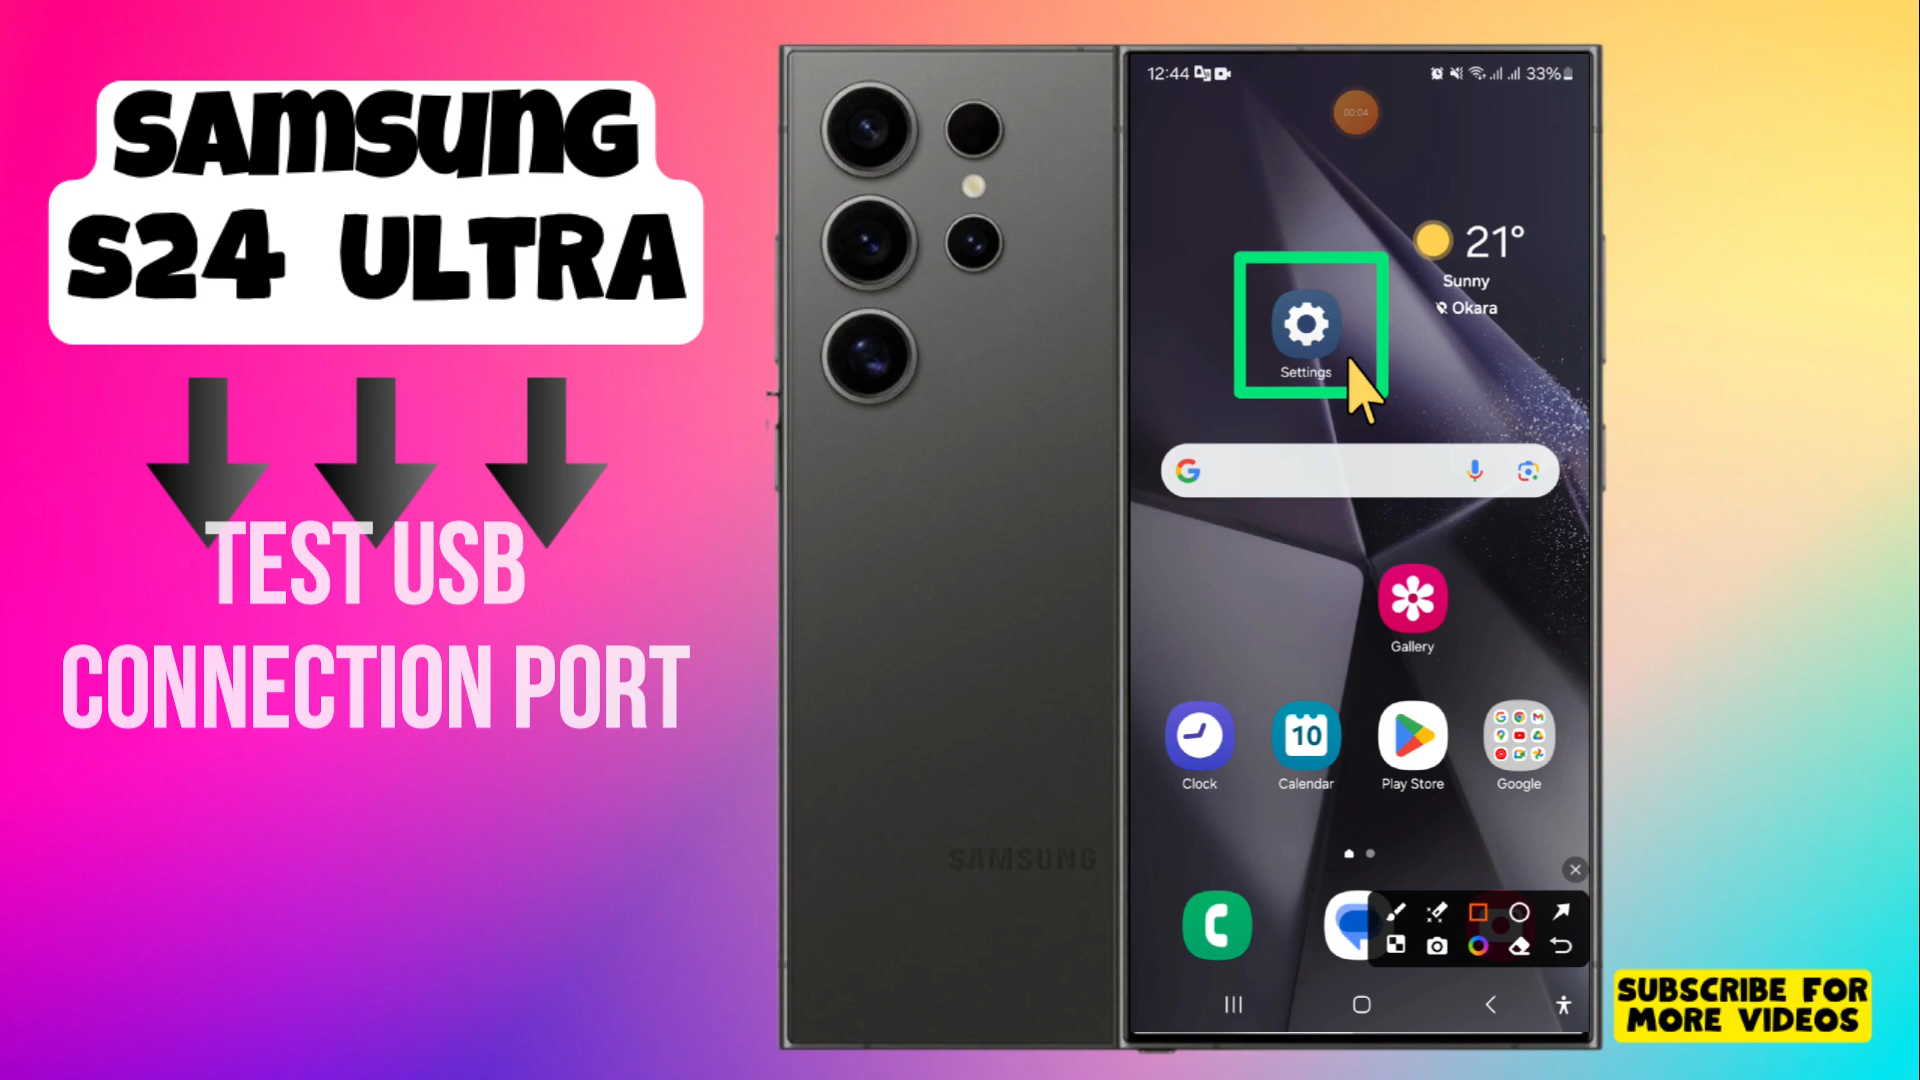 SAMSUNG
S24 ULTRA
TEST USB
CONNECTION PORT
12:44
33%
00:04
21°
Sunny
Okara
Settings
G
Gallery
10
Clock
Calendar
Play Store
Google
SAMSUNG
SUBSCRIBE FOR
MORE VIDEOS